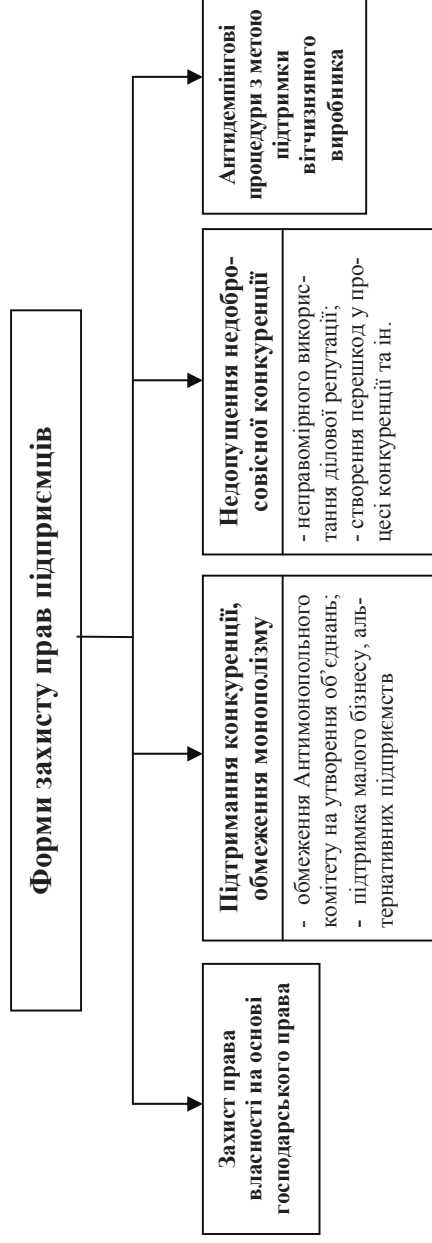 Форми захисту прав підприємців
Захист права
власності на основі
господарського права
Підтримання конкуренції,
обмеження монополізму
- обмеження Антимонопольного
комітету на утворення об’єднань;
- підтримка малого бізнесу, аль-
тернативних підприємств
Недопущення недобро-
совісної конкуренції
- неправомірного викорис-
тання ділової репутації;
- створення перешкод у про-
цесі конкуренції та ін.
Антидемпінгові
процедури з метою
підтримки
вітчизняного
виробника